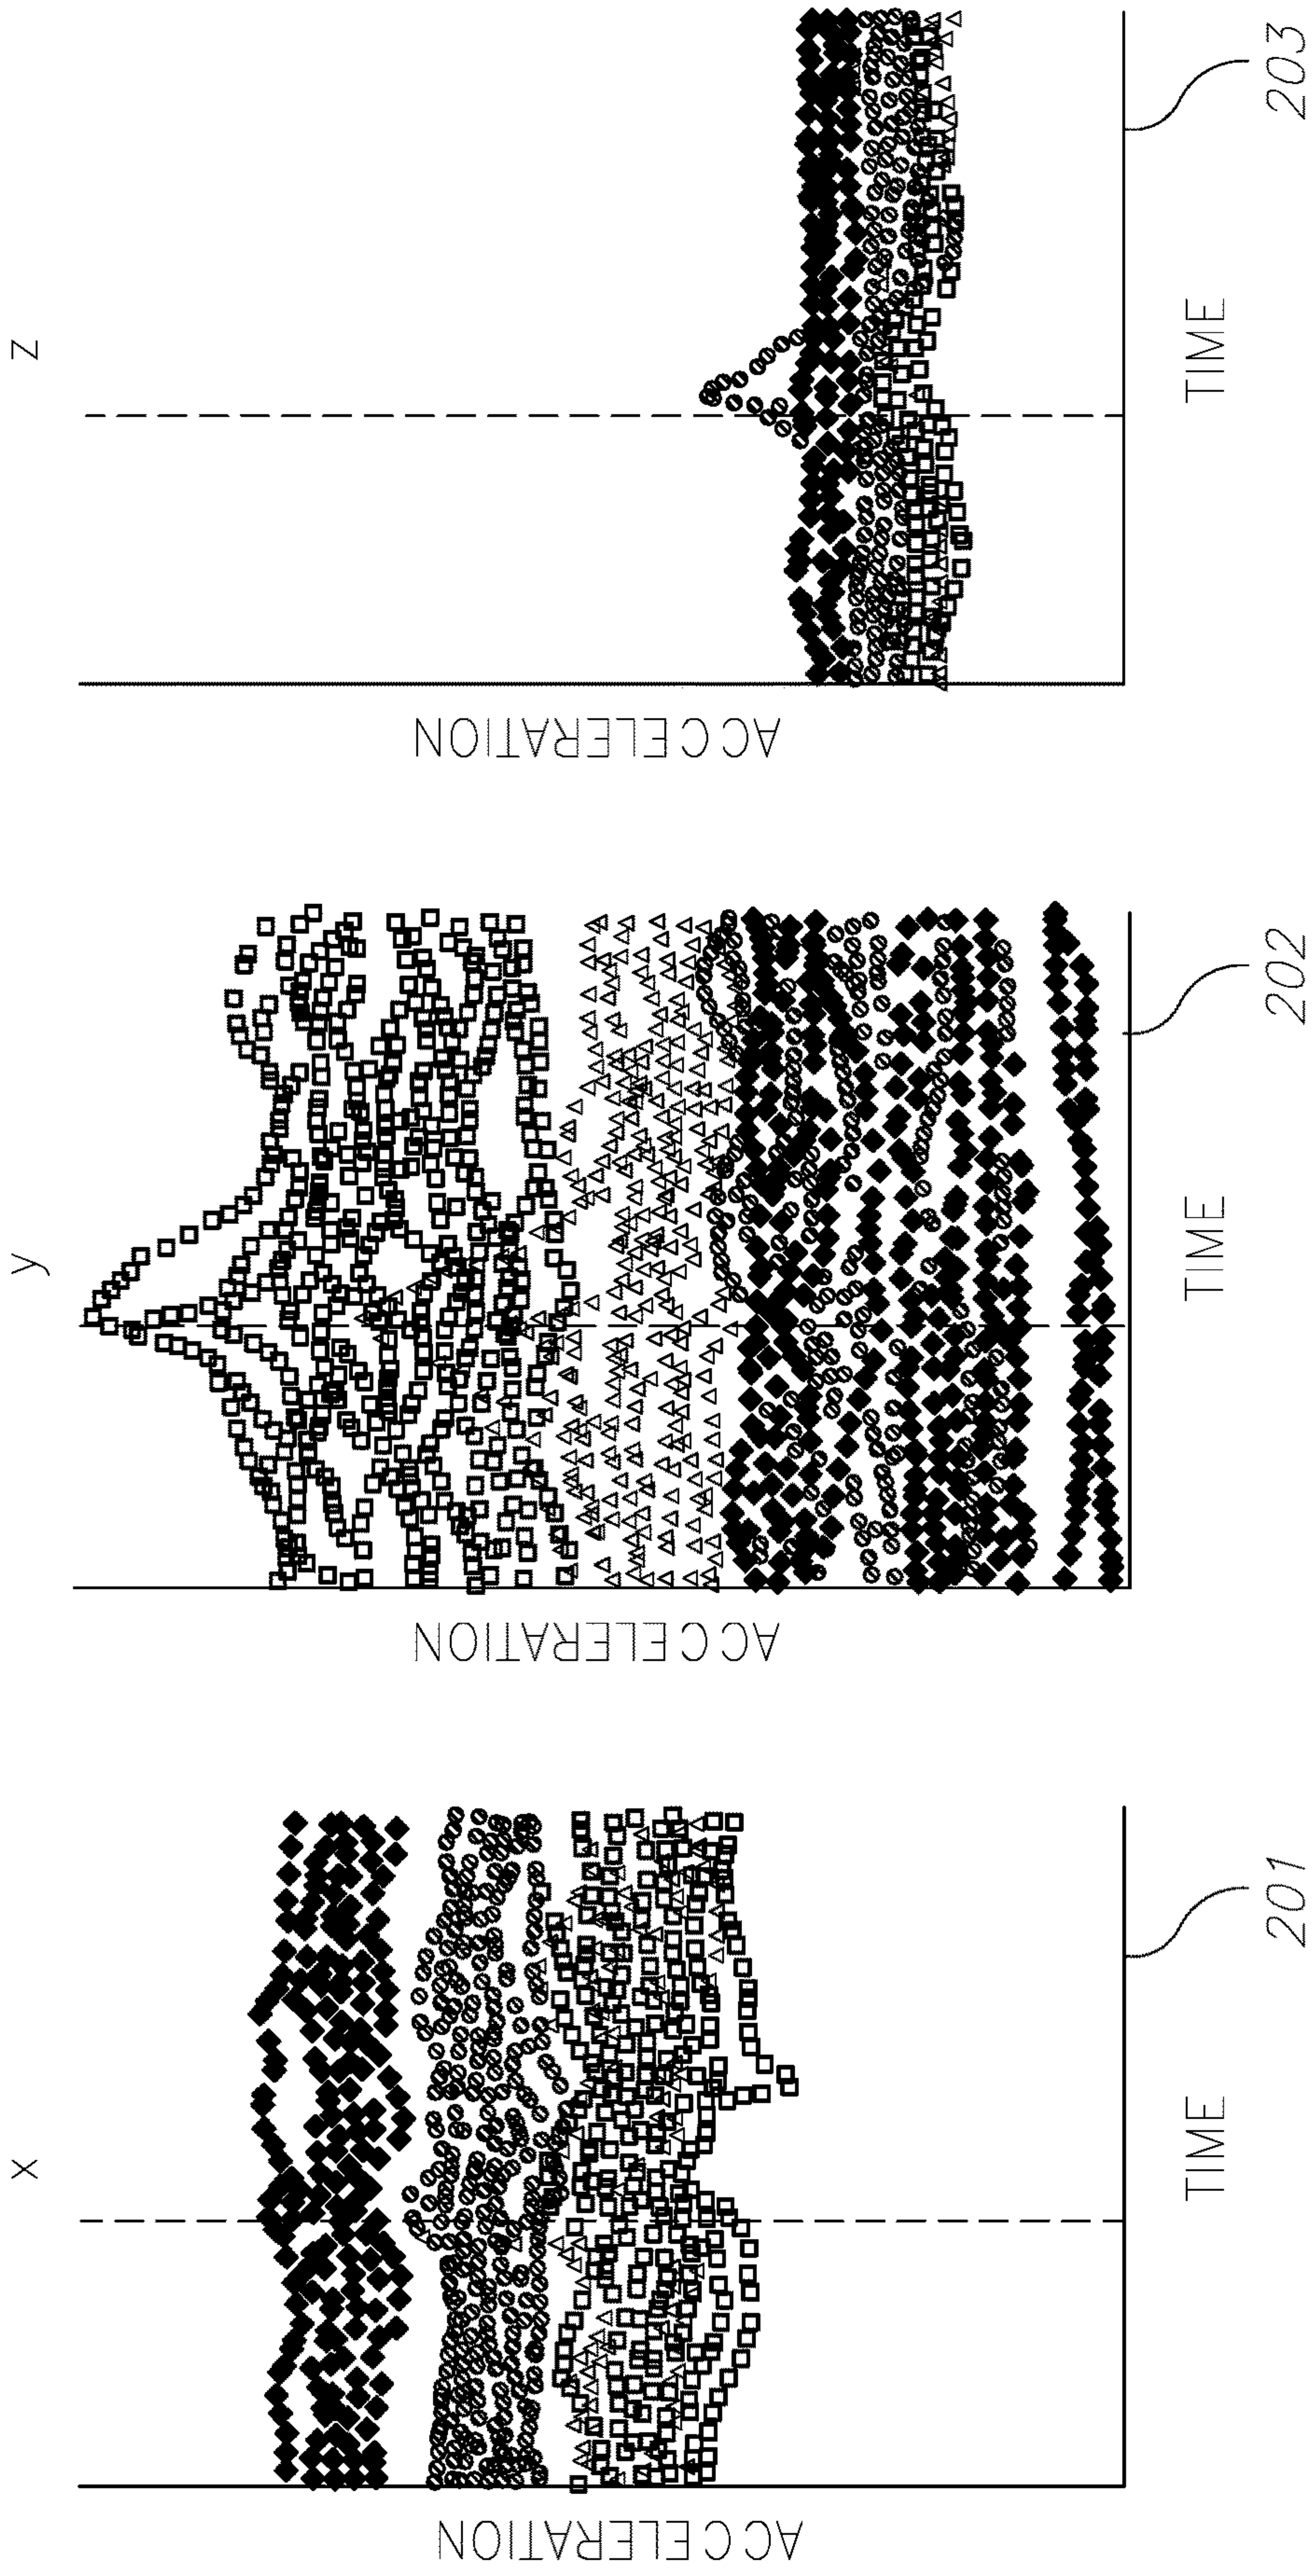 z
ACCELERATION
TIME
203
y
ACCELERATION
TIME
202
x
ACCELERATION
TIME
201